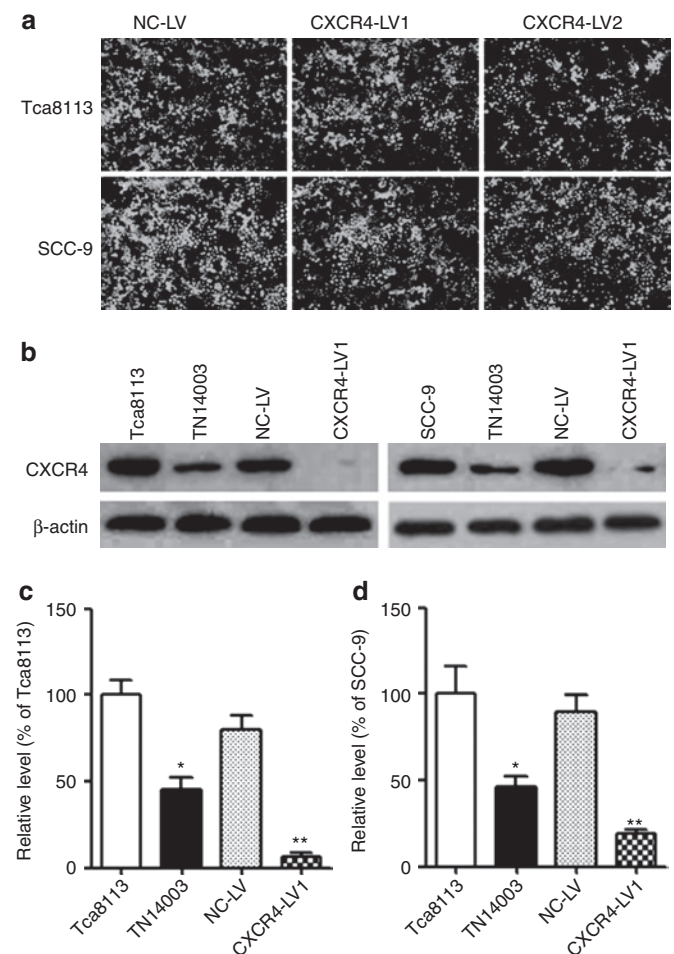 a
NC-LV CXCR4-LV1 CXCR4-LV2
Tca8113
SCC-9
b
Tca8113 TN14003 NC-LV CXCR4-LV1 SCC-9 TN14003 NC-LV CXCR4-LV1
CXCR4
β-actin
c
Relative level (% of Tca8113)
150
100
50
0
*
**
Tca8113 TN14003 NC-LV CXCR4-LV1
d
Relative level (% of SCC-9)
150
100
50
0
*
**
Tca8113 TN14003 NC-LV CXCR4-LV1